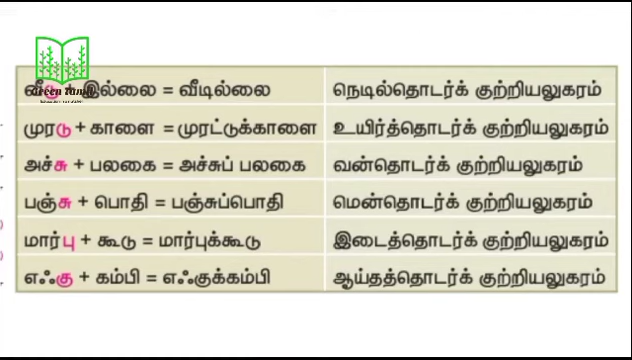 Green Tamil
வீடு + இல்லை = வீடில்லை நெடில்தொடர்க் குற்றியலுகரம்
முரடு + காளை = முரட்டுக்காளை உயிர்த்தொடர்க் குற்றியலுகரம்
அச்சு + பலகை = அச்சுப் பலகை வன்தொடர்க் குற்றியலுகரம்
பஞ்சு + பொதி = பஞ்சுப்பொதி மென்தொடர்க் குற்றியலுகரம்
மார்பு + கூடு = மார்புக்கூடு இடைத்தொடர்க் குற்றியலுகரம்
எஃகு + கம்பி = எஃகுக்கம்பி ஆய்தத்தொடர்க் குற்றியலுகரம்